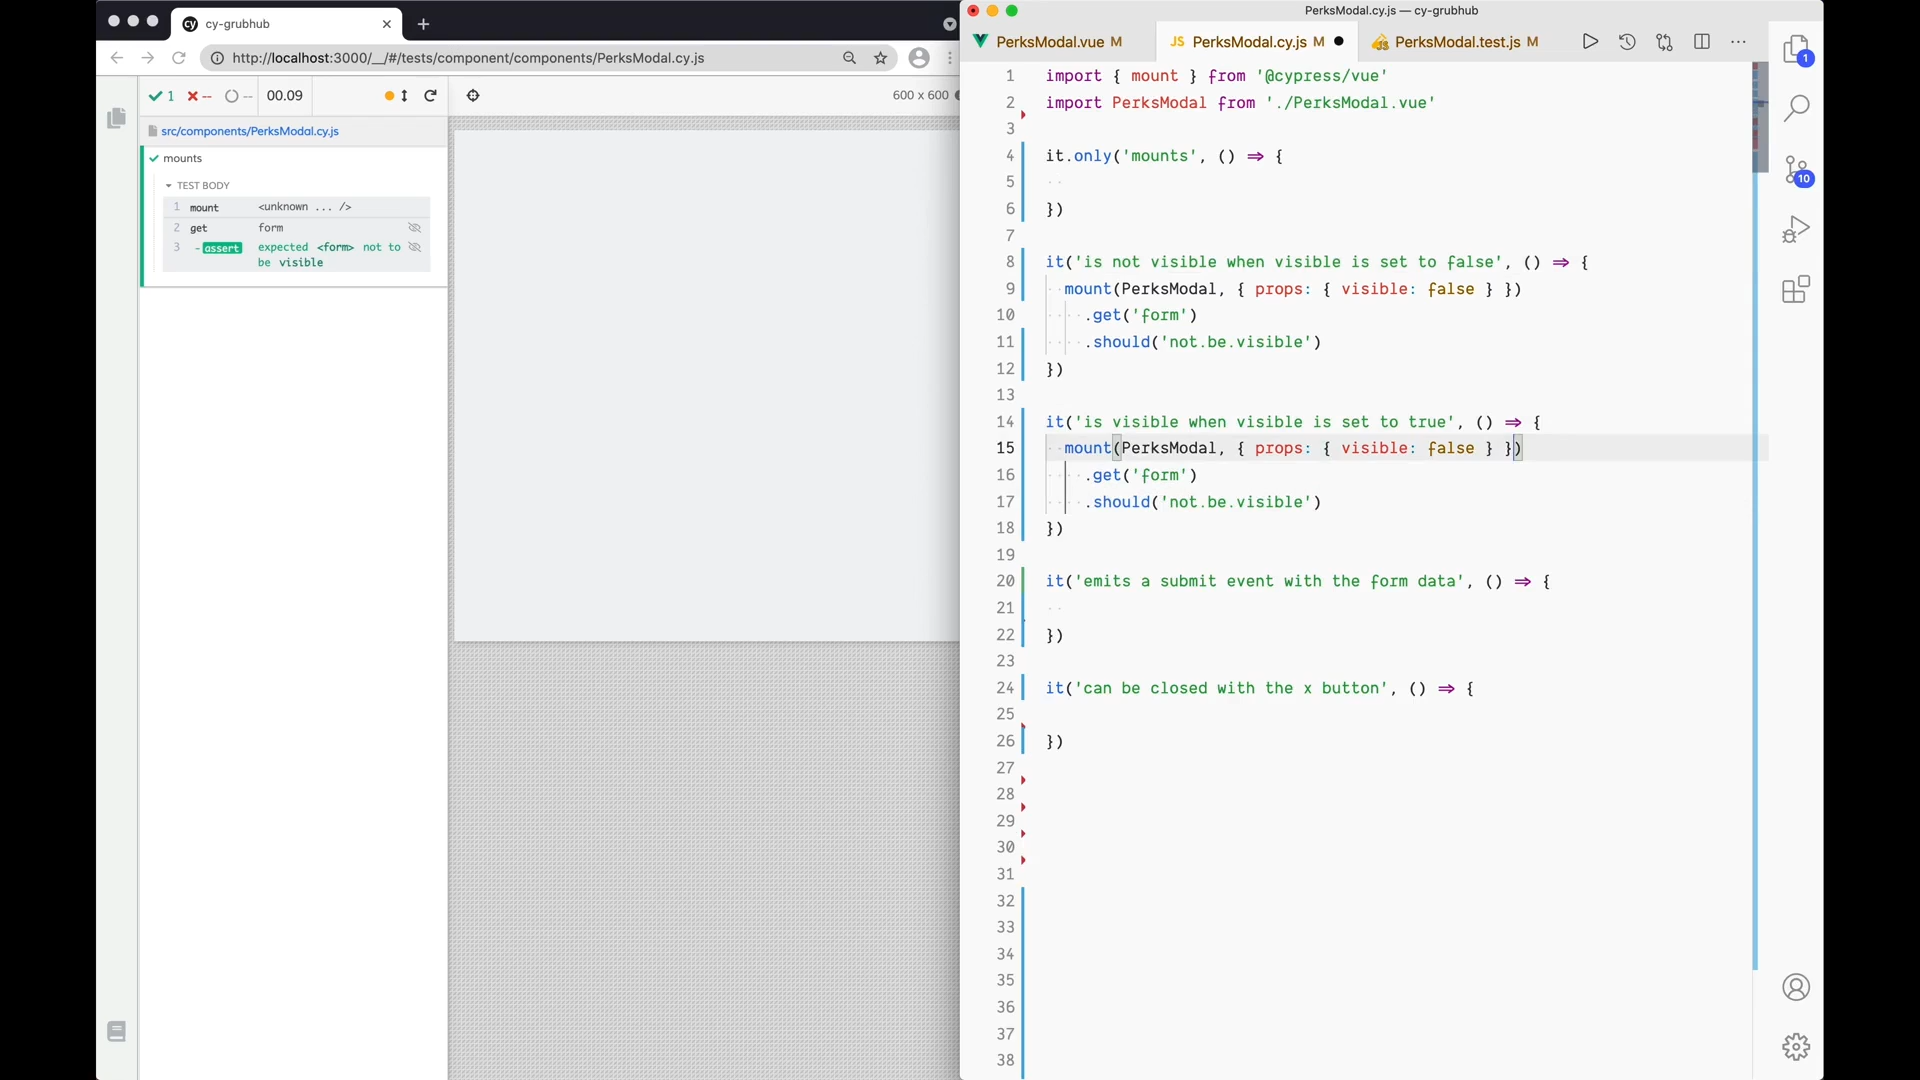 cy-grubhub
http://localhost:3000/__/#/tests/component/components/PerksModal.cy.js
1 -- -- 00.09
600 x 600
src/components/PerksModal.cy.js
mounts
TEST BODY
1 mount <unknown ... />
2 get form
3 -assert expected <form> not to
be visible
PerksModal.cy.js — cy-grubhub
PerksModal.vue M
JS PerksModal.cy.js M
PerksModal.test.js M
1 import { mount } from '@cypress/vue'
2 import PerksModal from './PerksModal.vue'
3
4 it.only('mounts', () ⇒ {
5
6 })
7
8 it('is not visible when visible is set to false', () ⇒ {
9 mount(PerksModal, { props: { visible: false } })
10 .get('form')
11 .should('not.be.visible')
12 })
13
14 it('is visible when visible is set to true', () ⇒ {
15 mount(PerksModal, { props: { visible: false } })
16 .get('form')
17 .should('not.be.visible')
18 })
19
20 it('emits a submit event with the form data', () ⇒ {
21
22 })
23
24 it('can be closed with the x button', () ⇒ {
25
26 })
27
28
29
30
31
32
33
34
35
36
37
38
1
10